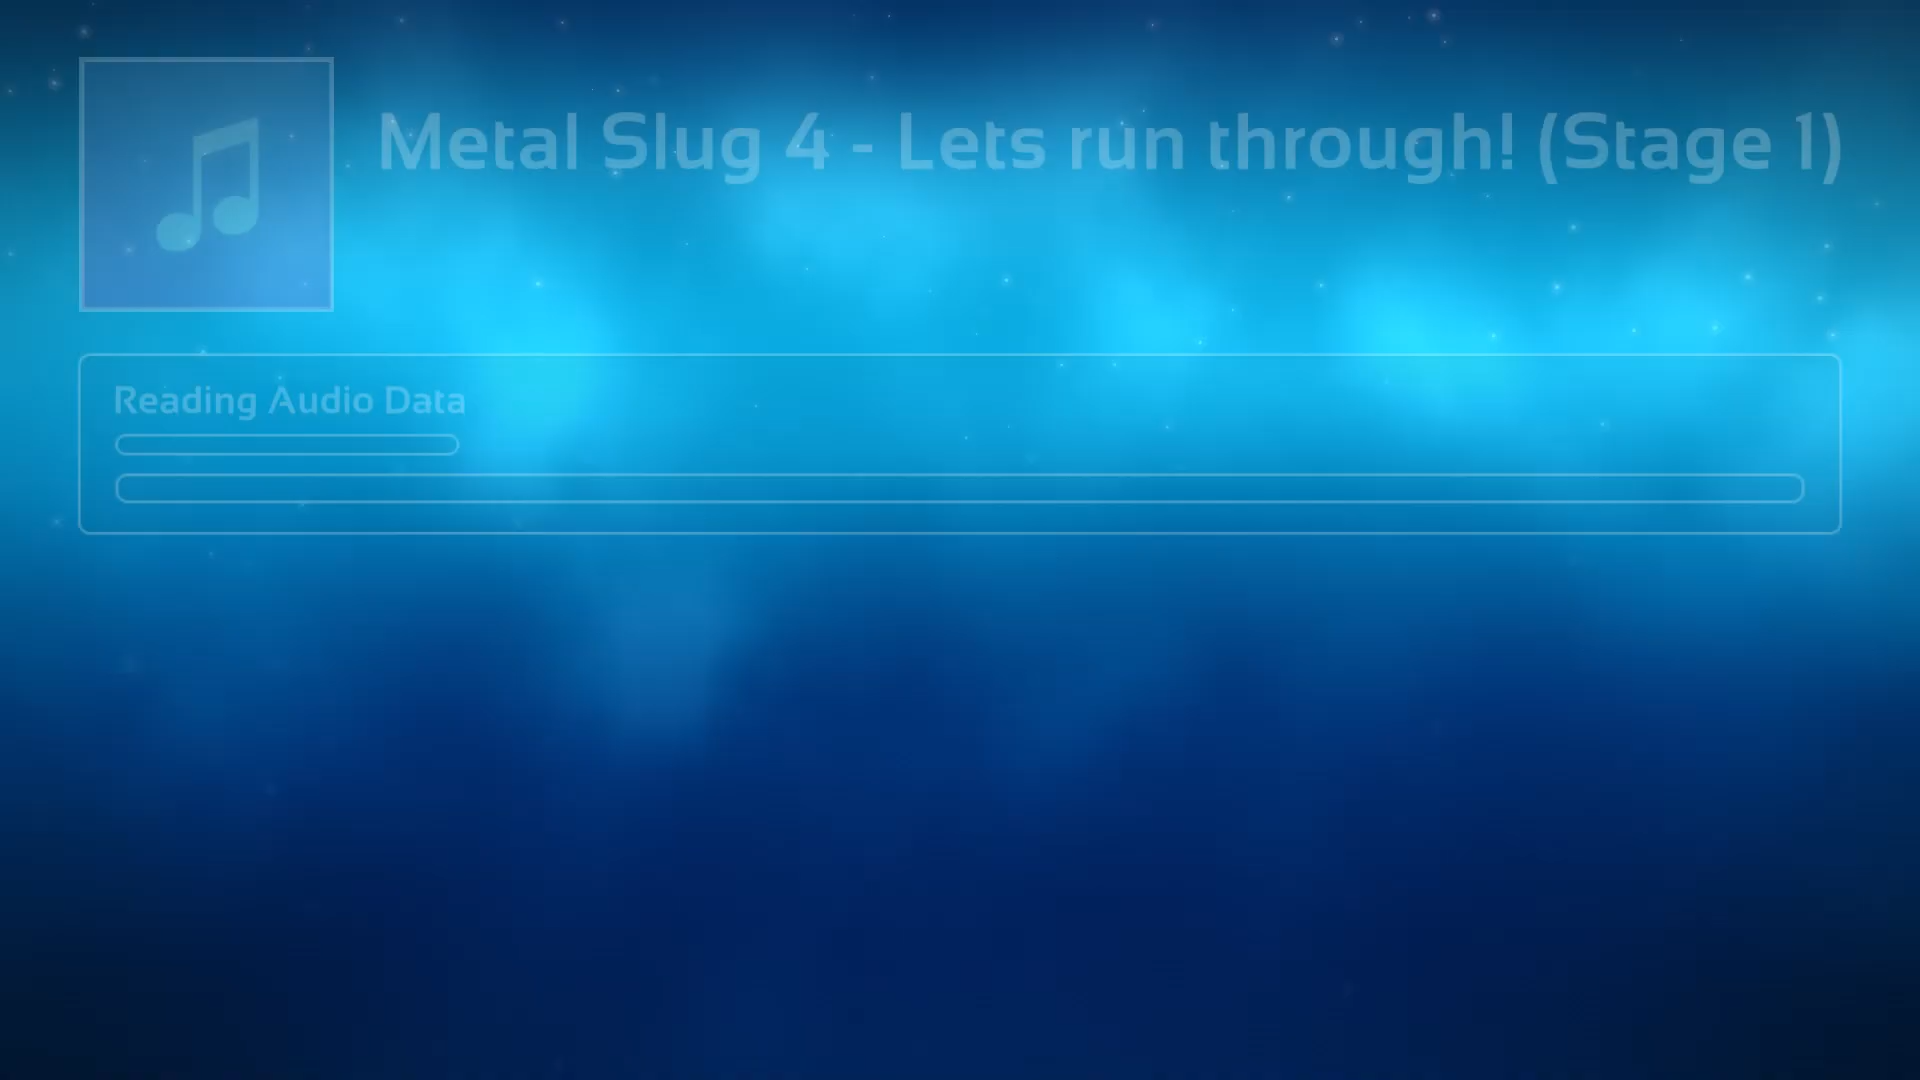 Metal Slug 4 - Lets run through! (Stage 1)
Reading Audio Data